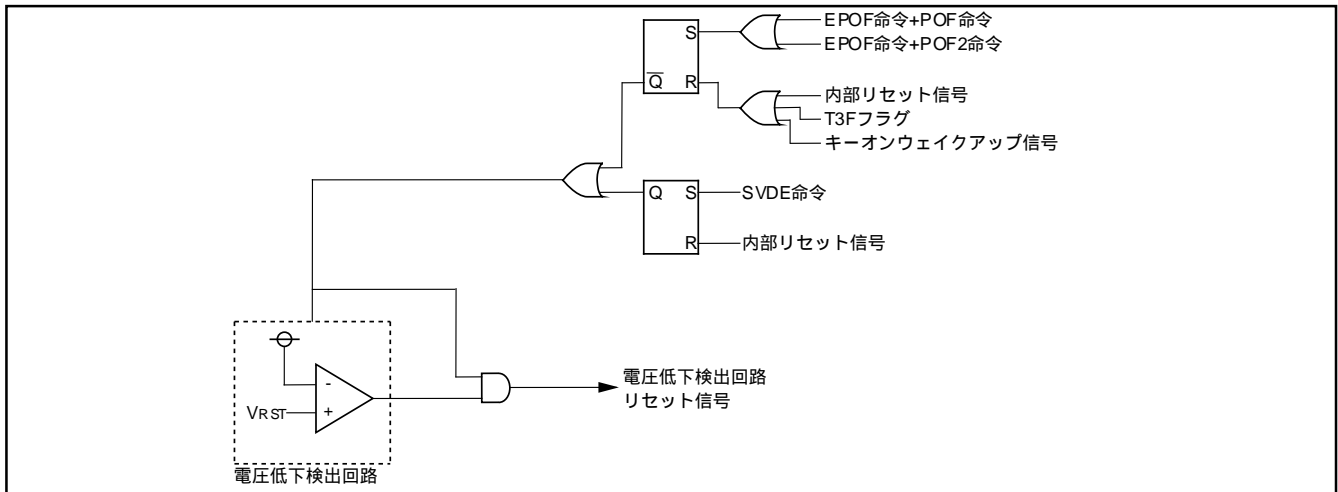 EPOF命令+POF命令
S
EPOF命令+POF2命令
Q R
内部リセット信号
T3Fフラグ
キーオンウェイクアップ信号
Q S
SVDE命令
R
内部リセット信号
-
VRST
+
電圧低下検出回路
リセット信号
電圧低下検出回路